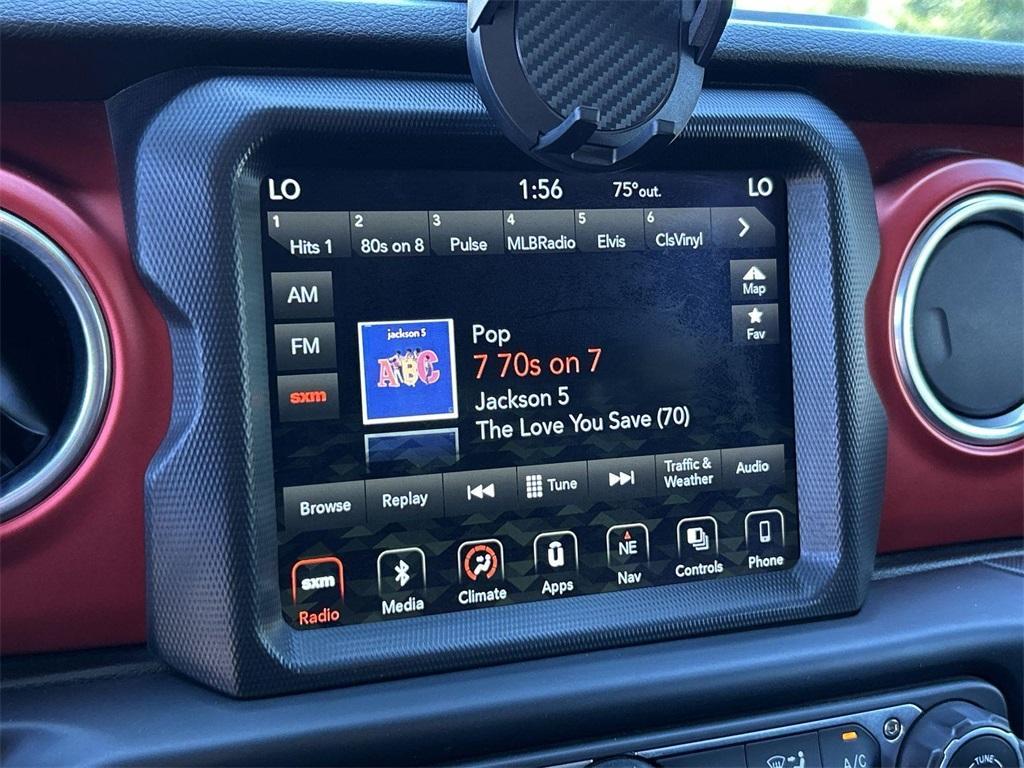 LO 1:56 75°out. LO
1 Hits 1 2 80s on 8 3 Pulse 4 MLBRadio 5 Elvis 6 ClsVinyl
AM
FM
sxm
Map
Fav
jackson 5
ABC
Pop
7 70s on 7
Jackson 5
The Love You Save (70)
Browse Replay Tune Traffic & Weather Audio
sxm
Radio
Media
Climate
U
Apps
NE
Nav
Controls
Phone
A/C
TUNE